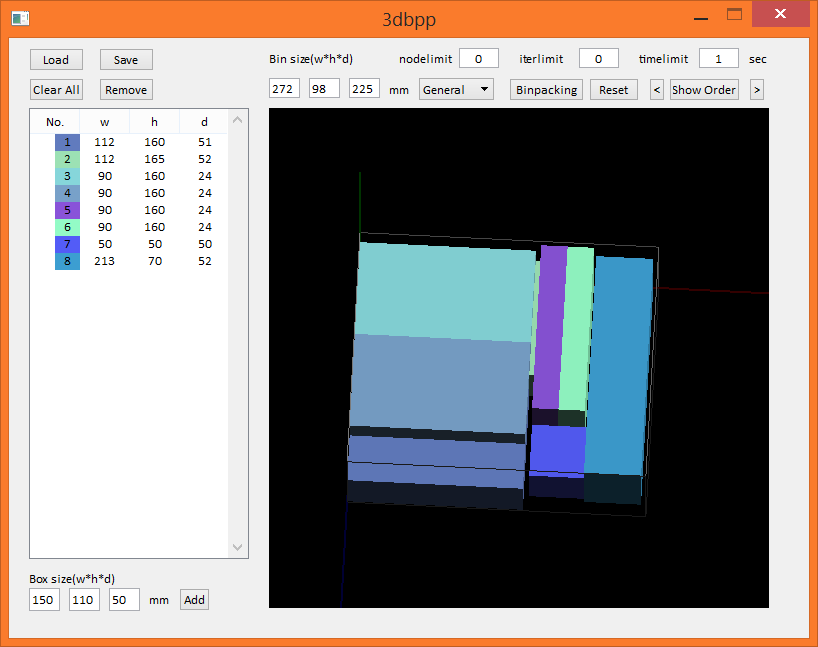 3dbpp
Load Save Bin size(w*h*d) nodelimit 0 iterlimit 0 timelimit 1 sec
Clear All Remove 272 98 225 mm General Binpacking Reset < Show Order >
No. w h d
1 112 160 51
2 112 165 52
3 90 160 24
4 90 160 24
5 90 160 24
6 90 160 24
7 50 50 50
8 213 70 52
Box size(w*h*d)
150 110 50 mm Add